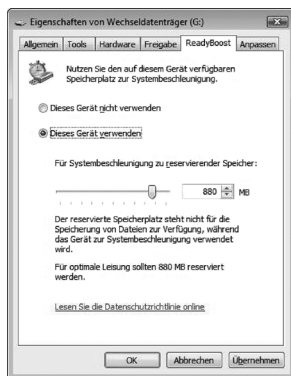 Eigenschaften von Wechseldatenträger (G:)
Allgemein Tools Hardware Freigabe ReadyBoost Anpassen
Nutzen Sie den auf diesem Gerät verfügbaren
Speicherplatz zur Systembeschleunigung.
Dieses Gerät nicht verwenden
Dieses Gerät verwenden
Für Systembeschleunigung zu reservierender Speicher:
880 MB
Der reservierte Speicherplatz steht nicht für die
Speicherung von Dateien zur Verfügung, während
das Gerät zur Systembeschleunigung verwendet
wird.
Für optimale Leisung sollten 880 MB reserviert
werden.
Lesen Sie die Datenschutzrichtlinie online
OK Abbrechen Übernehmen